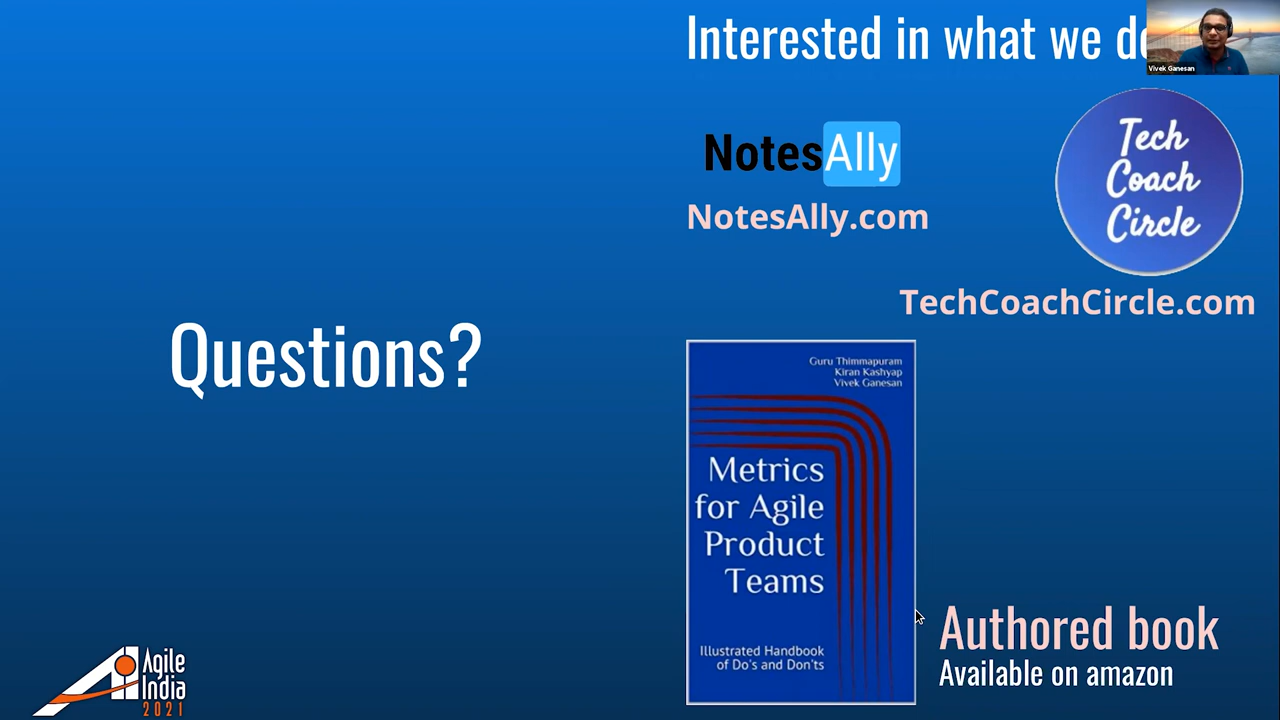 Interested in what we do
Vivek Ganesan
NotesAlly
NotesAlly.com
Tech
Coach
Circle
TechCoachCircle.com
Questions?
Guru Thimmapuram
Kiran Kashyap
Vivek Ganesan
Metrics
for Agile
Product
Teams
Illustrated Handbook
of Do's and Don'ts
Authored book
Available on amazon
Agile
India
2021